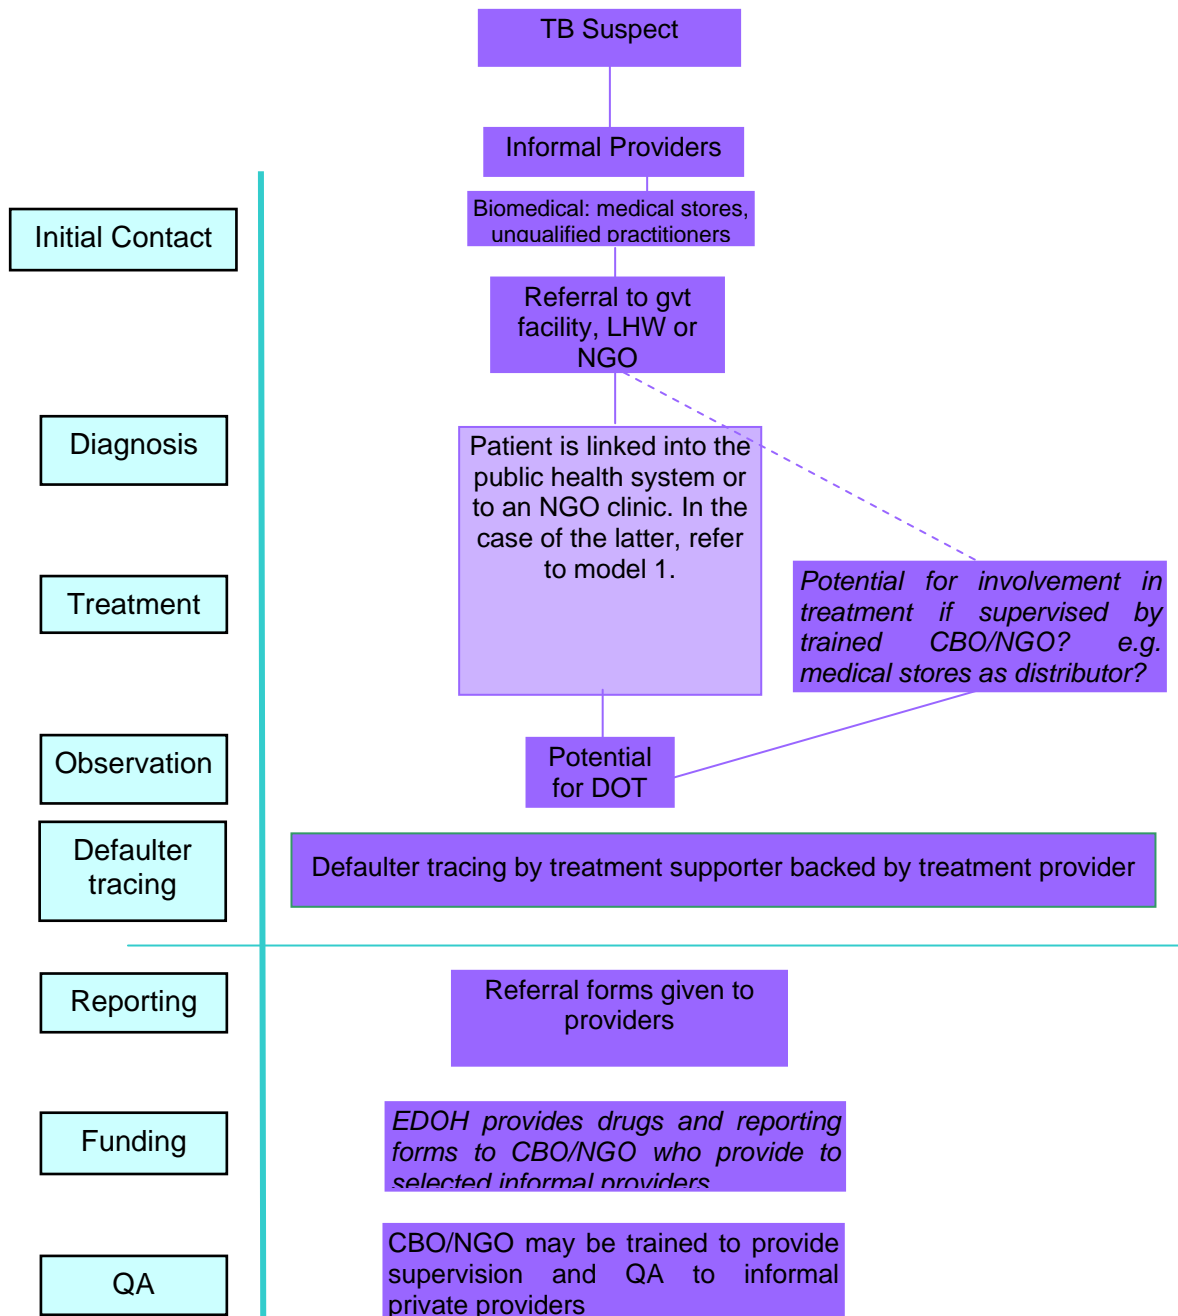 TB Suspect
Informal Providers
Initial Contact
Biomedical: medical stores,
unqualified practitioners
Referral to gvt
facility, LHW or
NGO
Diagnosis
Patient is linked into the
public health system or
to an NGO clinic. In the
case of the latter, refer
to model 1.
Treatment
Potential for involvement in
treatment if supervised by
trained CBO/NGO? e.g.
medical stores as distributor?
Observation
Potential
for DOT
Defaulter
tracing
Defaulter tracing by treatment supporter backed by treatment provider
Reporting
Referral forms given to
providers
Funding
EDOH provides drugs and reporting
forms to CBO/NGO who provide to
selected informal providers
QA
CBO/NGO may be trained to provide
supervision and QA to informal
private providers